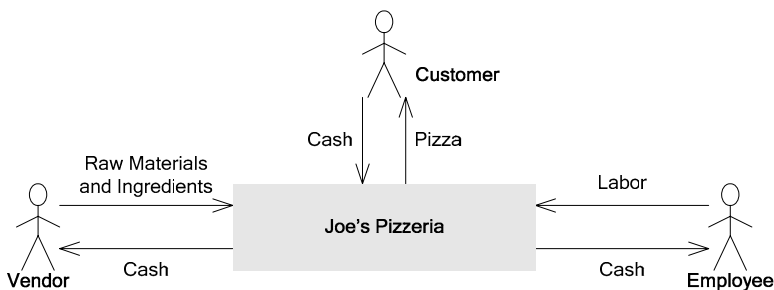 Customer
Cash
Pizza
Raw Materials
and Ingredients
Labor
Joe's Pizzeria
Cash
Cash
Vendor
Employee